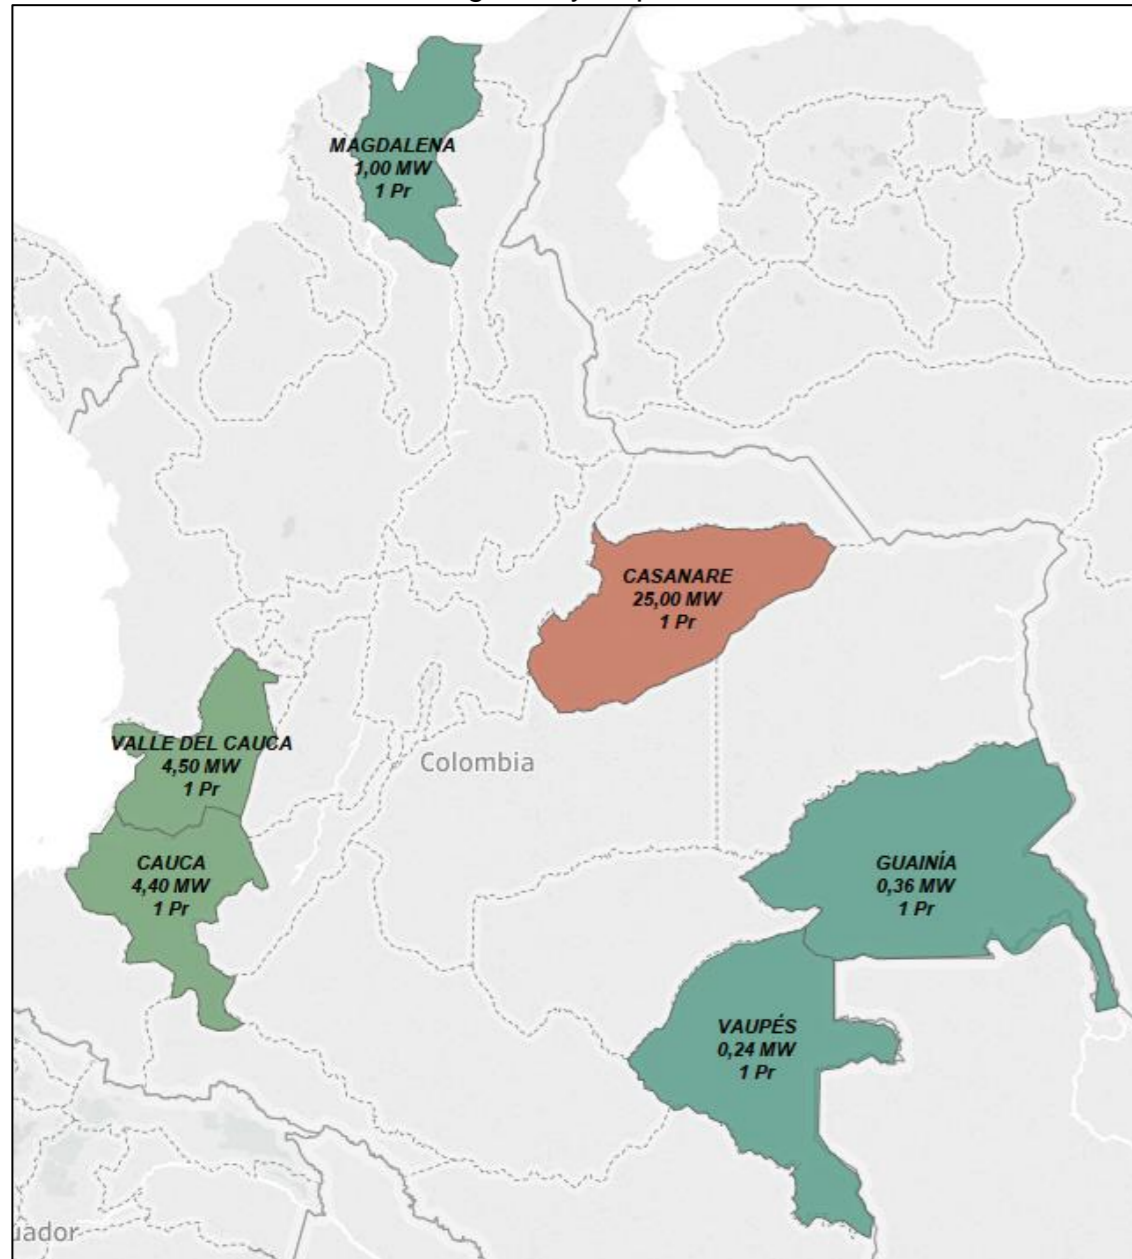 MAGDALENA
1,00 MW
1 Pr
CASANARE
25,00 MW
1 Pr
VALLE DEL CAUCA
4,50 MW
1 Pr
Colombia
CAUCA
4,40 MW
1 Pr
GUAINÍA
0,36 MW
1 Pr
VAUPÉS
0,24 MW
1 Pr
uador